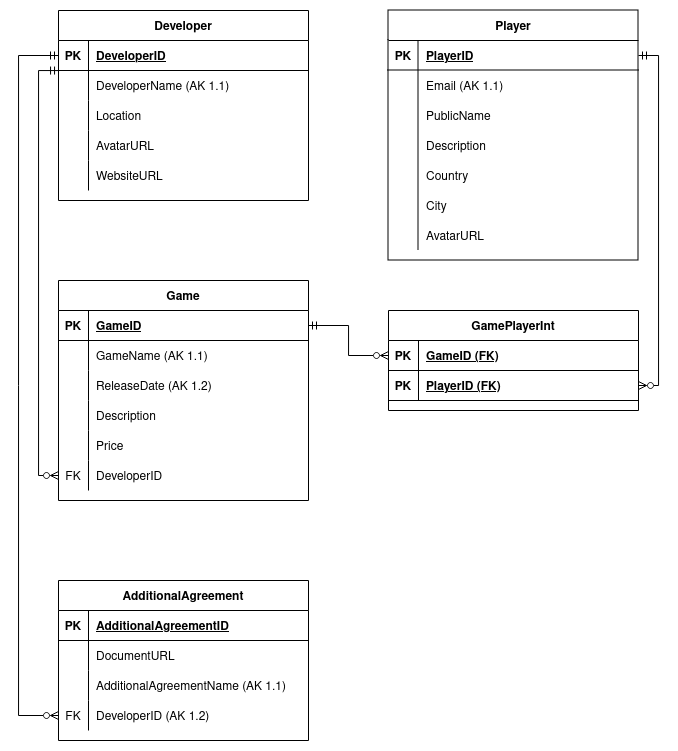 Developer
PK DeveloperID
DeveloperName (AK 1.1)
Location
AvatarURL
WebsiteURL
Player
PK PlayerID
Email (AK 1.1)
PublicName
Description
Country
City
AvatarURL
Game
PK GameID
GameName (AK 1.1)
ReleaseDate (AK 1.2)
Description
Price
FK DeveloperID
GamePlayerInt
PK GameID (FK)
PK PlayerID (FK)
AdditionalAgreement
PK AdditionalAgreementID
DocumentURL
AdditionalAgreementName (AK 1.1)
FK DeveloperID (AK 1.2)